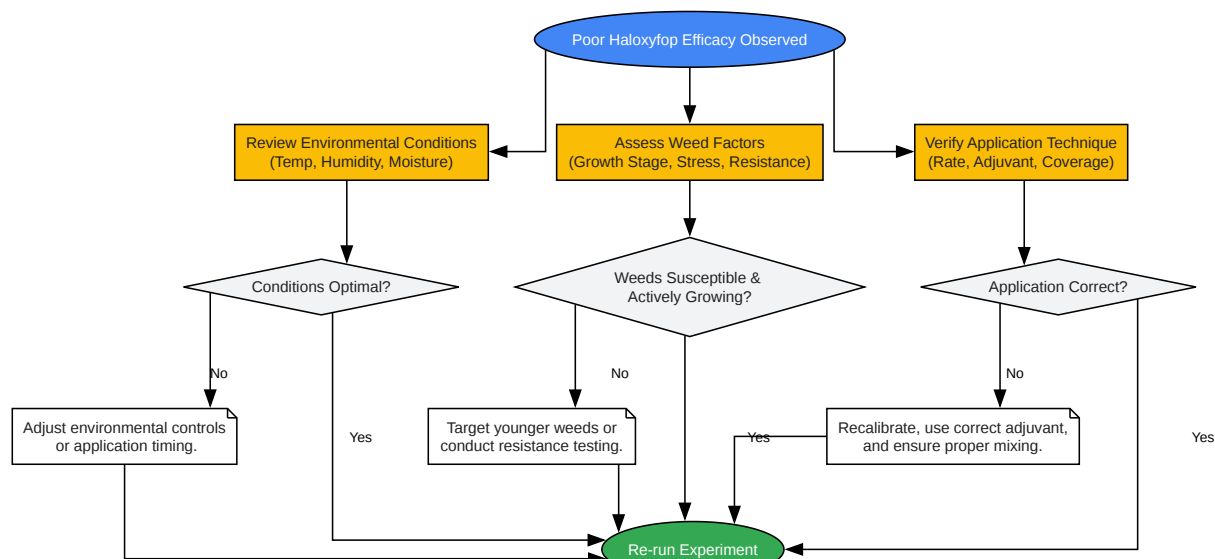 Poor Haloxyfop Efficacy Observed
Review Environmental Conditions
(Temp, Humidity, Moisture)
Assess Weed Factors
(Growth Stage, Stress, Resistance)
Verify Application Technique
(Rate, Adjuvant, Coverage)
Conditions Optimal?
Weeds Susceptible &
Actively Growing?
Application Correct?
No
No
No
Adjust environmental controls
or application timing.
Yes
Target younger weeds or
conduct resistance testing.
Yes
Recalibrate, use correct adjuvant,
and ensure proper mixing.
Yes
Re-run Experiment